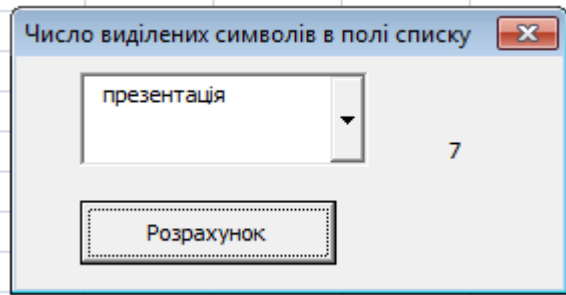 Число виділених символів в полі списку
презентація
7
Розрахунок